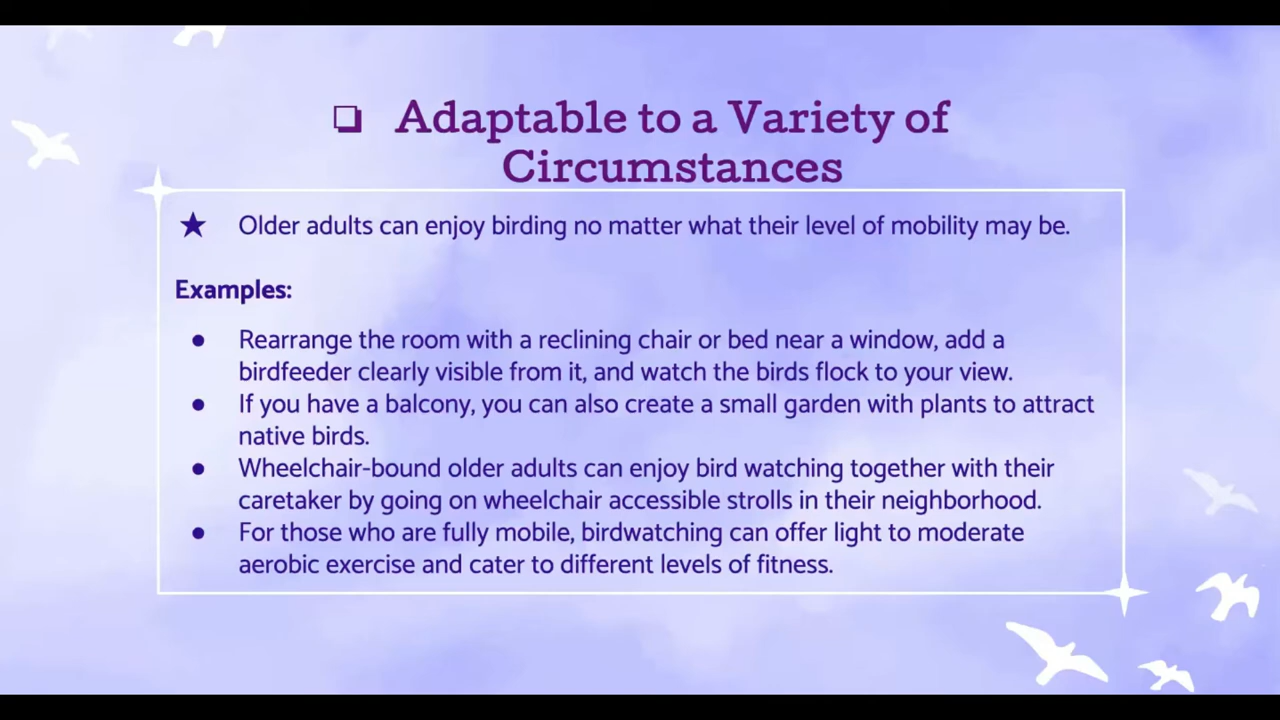 ❏ Adaptable to a Variety of
Circumstances
★ Older adults can enjoy birding no matter what their level of mobility may be.
Examples:
● Rearrange the room with a reclining chair or bed near a window, add a
birdfeeder clearly visible from it, and watch the birds flock to your view.
● If you have a balcony, you can also create a small garden with plants to attract
native birds.
● Wheelchair-bound older adults can enjoy bird watching together with their
caretaker by going on wheelchair accessible strolls in their neighborhood.
● For those who are fully mobile, birdwatching can offer light to moderate
aerobic exercise and cater to different levels of fitness.